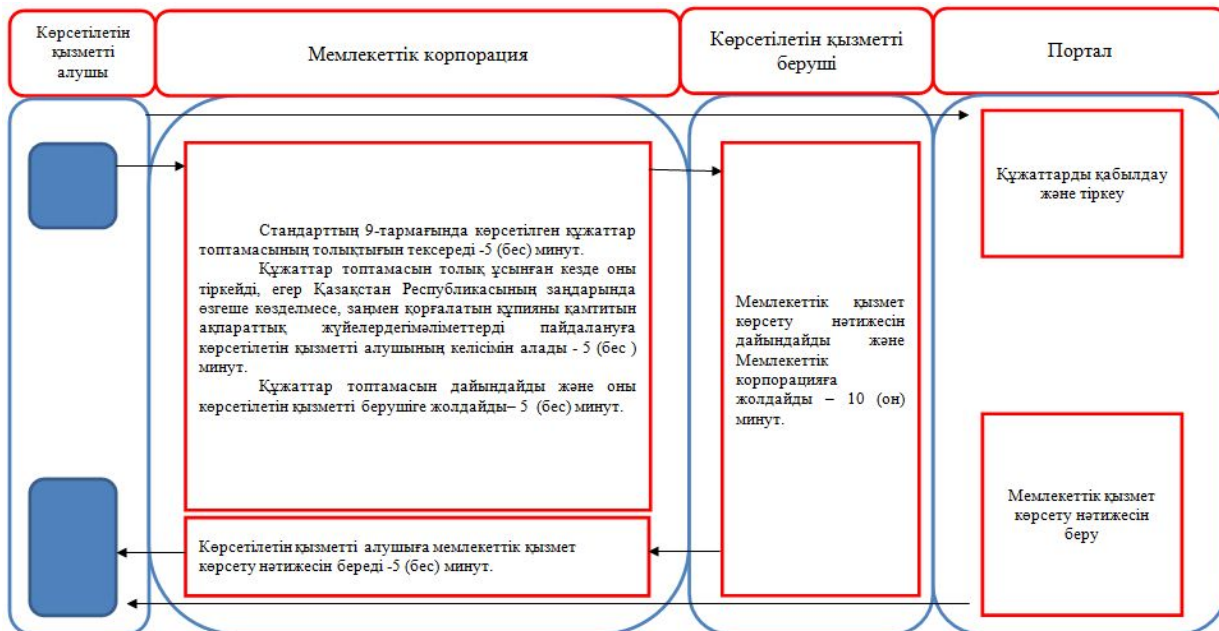 Көрсетілетін
қызметті
алушы
Мемлекеттік корпорация
Көрсетілетін қызметті
беруші
Портал
Стандарттың 9-тармағында көрсетілген құжаттар
топтамасының толықтығын тексереді -5 (бес) минут.
Құжаттар топтамасын толық ұсынған кезде оны
тіркейді, егер Қазақстан Республикасының заңдарында
өзгеше көзделмесе, заңмен қорғалатын құпияны қамтитын
ақпараттық жүйелердегімәліметтерді пайдалануға
көрсетілетін қызметті алушының келісімін алады - 5 (бес )
минут.
Құжаттар топтамасын дайындайды және оны
көрсетілетін қызметті берушіге жолдайды– 5 (бес) минут.
Көрсетілетін қызметті алушыға мемлекеттік қызмет
көрсету нәтижесін береді -5 (бес) минут.
Мемлекеттік қызмет
көрсету нәтижесін
дайындайды және
Мемлекеттік
корпорацияға
жолдайды – 10 (он)
минут.
Құжаттарды қабылдау
және тіркеу
Мемлекеттік қызмет
көрсету нәтижесін
беру